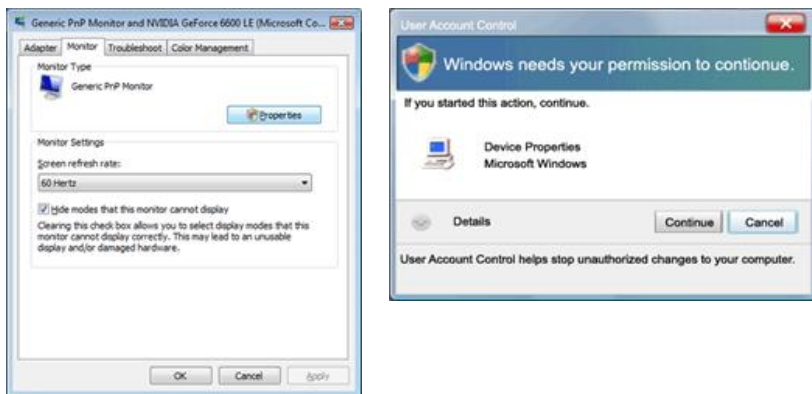 Generic PnP Monitor and NVIDIA GeForce 6600 LE (Microsoft Co...
Adapter Monitor Troubleshoot Color Management
Monitor Type
Generic PnP Monitor
Properties
Monitor Settings
Screen refresh rate:
60 Hertz
Hide modes that this monitor cannot display
Clearing this check box allows you to select display modes that this
monitor cannot display correctly. This may lead to an unusable
display and/or damaged hardware.
OK Cancel Apply
User Account Control
Windows needs your permission to contionue.
If you started this action, continue.
Device Properties
Microsoft Windows
Details Continue Cancel
User Account Control helps stop unauthorized changes to your computer.